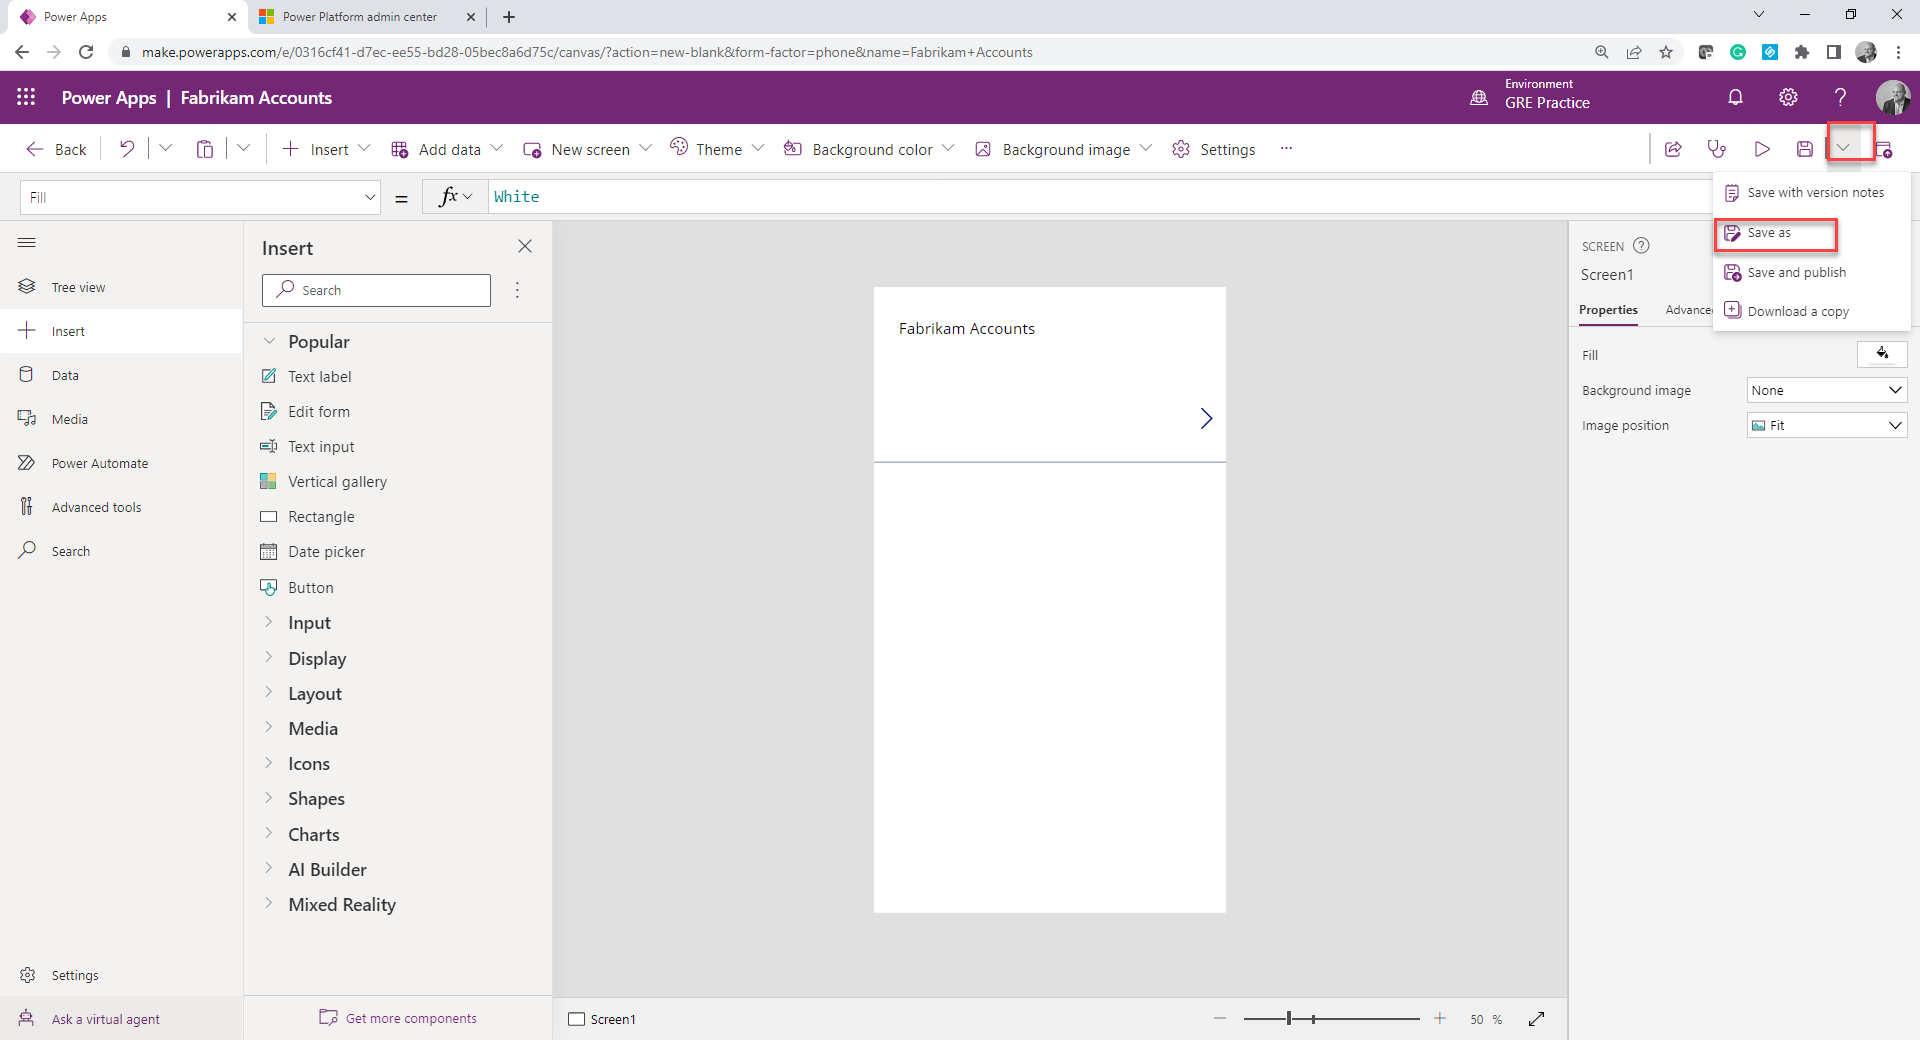 Power Apps
Power Platform admin center
make.powerapps.com/e/0316cf41-d7ec-ee55-bd28-05bec8a6d75c/canvas/?action=new-blank&form-factor=phone&name=Fabrikam+Accounts
Power Apps | Fabrikam Accounts
Environment
GRE Practice
Back
Insert
Add data
New screen
Theme
Background color
Background image
Settings
Fill
=
fx
White
Save with version notes
Save as
Save and publish
Download a copy
Tree view
Insert
Data
Media
Power Automate
Advanced tools
Search
Settings
Ask a virtual agent
Insert
Search
Popular
Text label
Edit form
Text input
Vertical gallery
Rectangle
Date picker
Button
Input
Display
Layout
Media
Icons
Shapes
Charts
AI Builder
Mixed Reality
Get more components
Fabrikam Accounts
Screen1
50 %
SCREEN
Screen1
Properties
Advanced
Fill
Background image
None
Image position
Fit